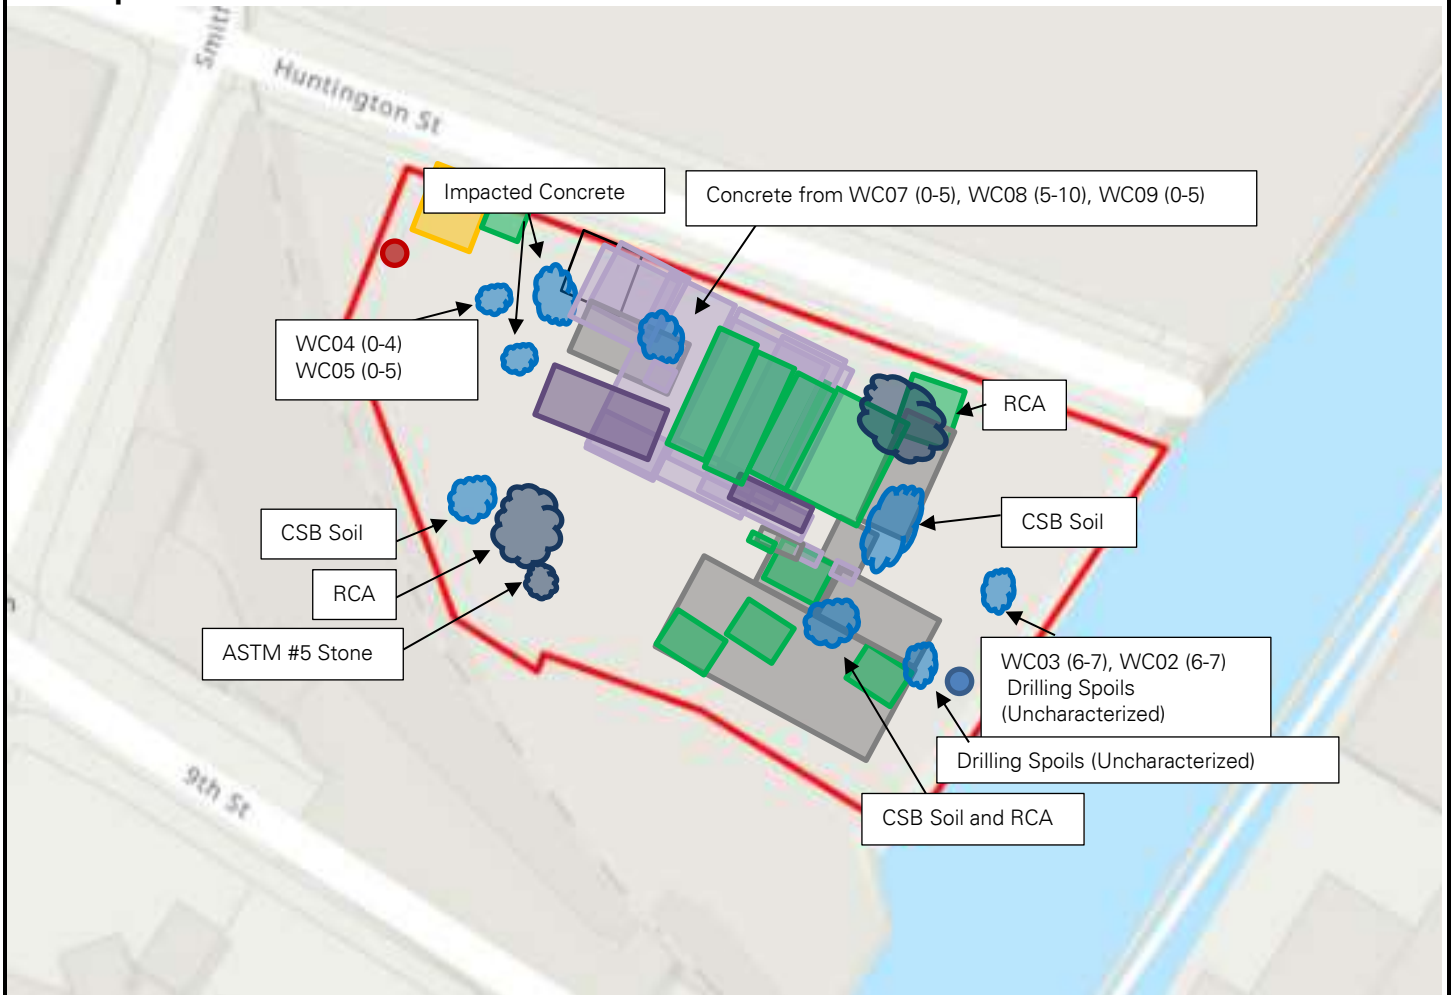 Smith
Huntington St
Impacted Concrete
Concrete from WC07 (0-5), WC08 (5-10), WC09 (0-5)
WC04 (0-4)
WC05 (0-5)
RCA
CSB Soil
CSB Soil
RCA
ASTM #5 Stone
WC03 (6-7), WC02 (6-7)
Drilling Spoils
(Uncharacterized)
Drilling Spoils (Uncharacterized)
CSB Soil and RCA
9th St